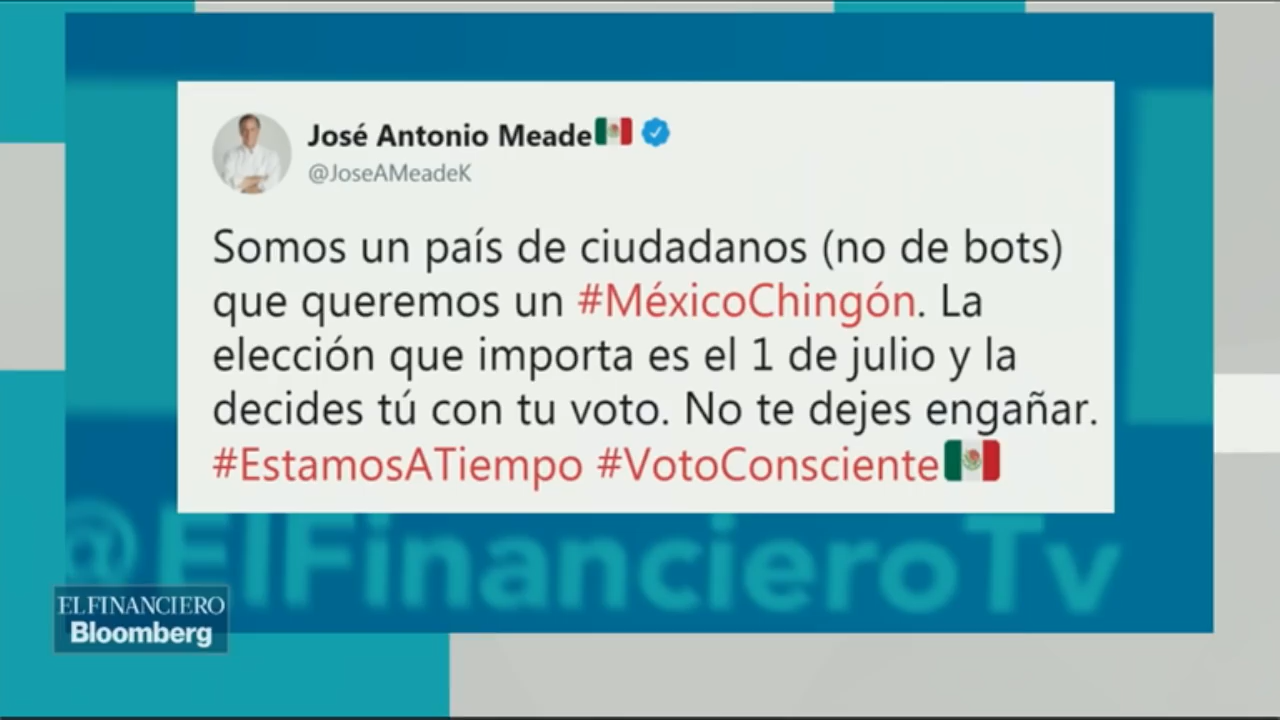 José Antonio Meade🇲🇽
@JoseAMeadeK
Somos un país de ciudadanos (no de bots)
que queremos un #MéxicoChingón. La
elección que importa es el 1 de julio y la
decides tú con tu voto. No te dejes engañar.
#EstamosATiempo #VotoConsciente🇲🇽
@ElFinancieroTv
EL FINANCIERO
Bloomberg